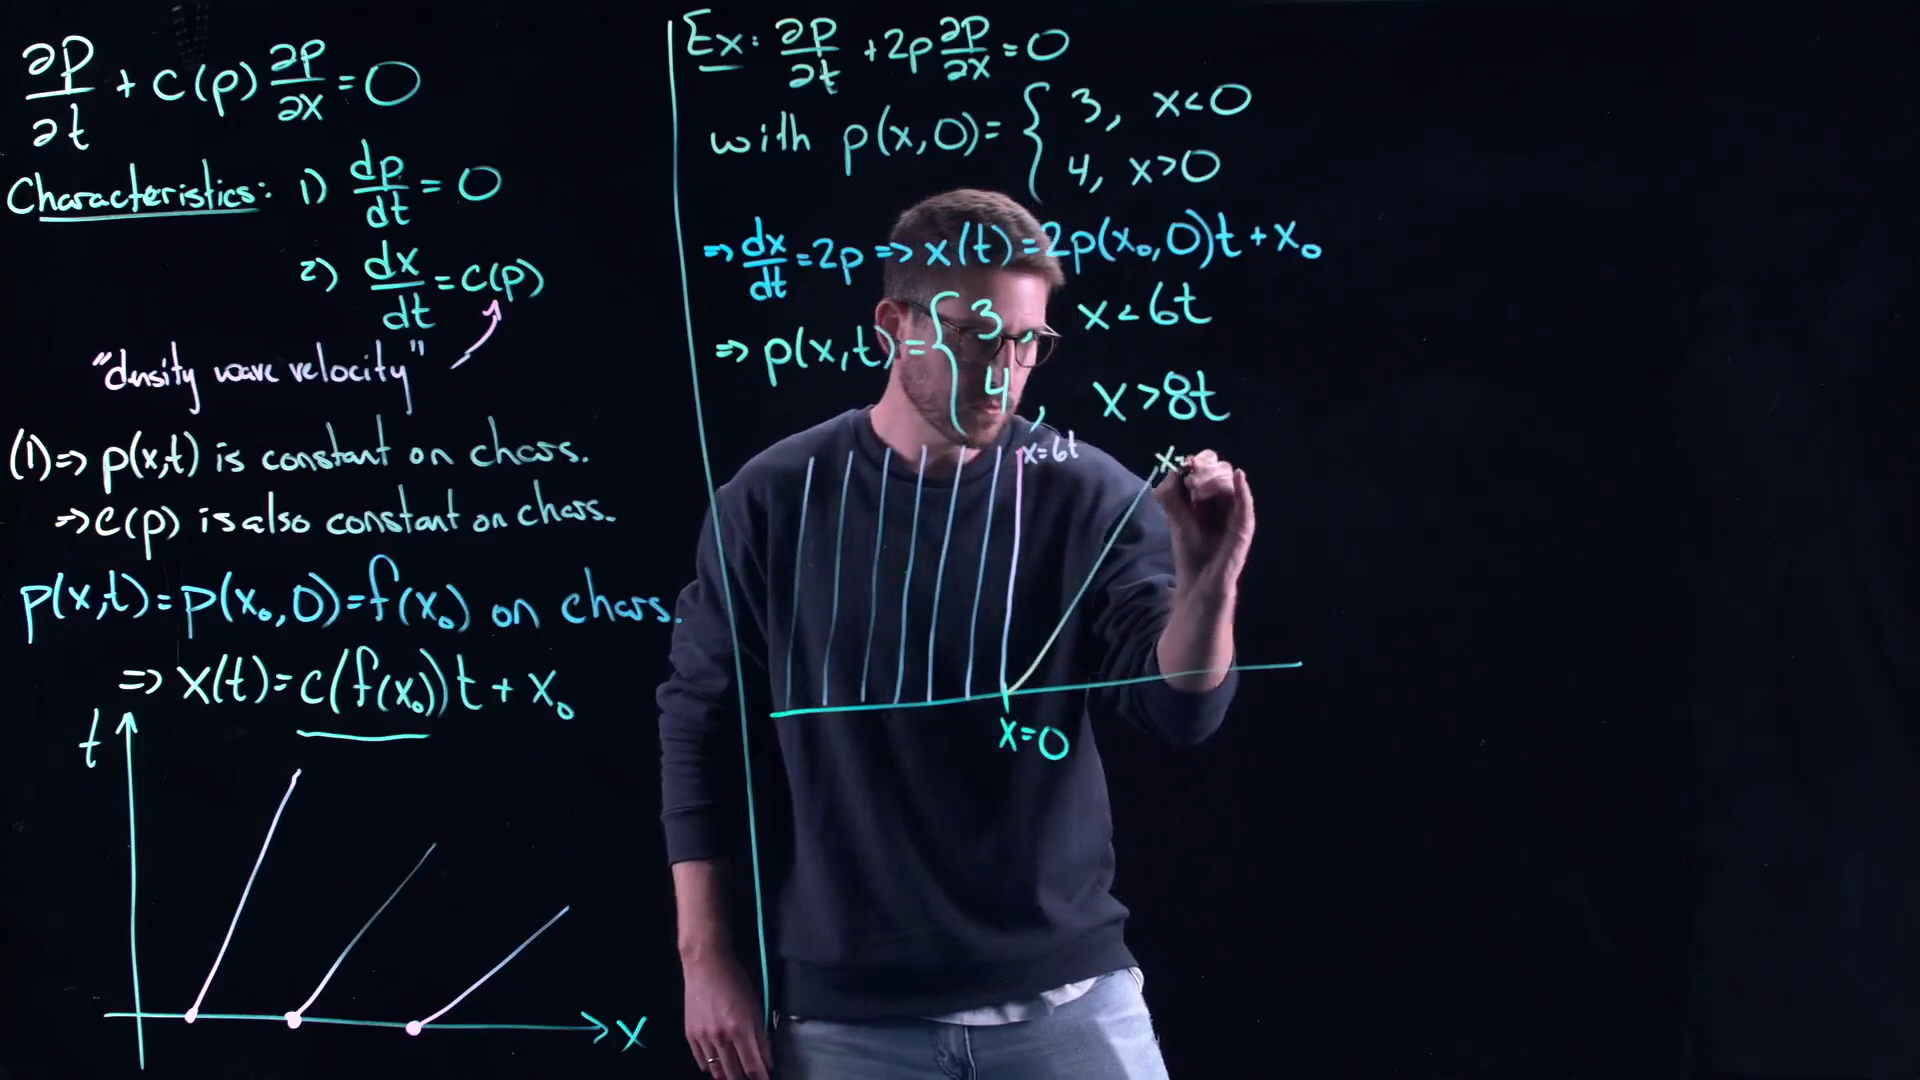 ∂p/∂t + c(p) ∂p/∂x = 0
Characteristics: 1) dp/dt = 0
2) dx/dt = c(p)
"density wave velocity"
(1) => p(x,t) is constant on chars.
=> c(p) is also constant on chars.
p(x,t) = p(x₀,0) = f(x₀) on chars.
=> x(t) = c(f(x₀))t + x₀
t
x
Ex: ∂p/∂t + 2p ∂p/∂x = 0
with p(x,0) = { 3, x<0
4, x>0
=> dx/dt = 2p => x(t) = 2p(x₀,0)t + x₀
=> p(x,t) = { 3, x<6t
4, x>8t
x=6t
x=
x=0